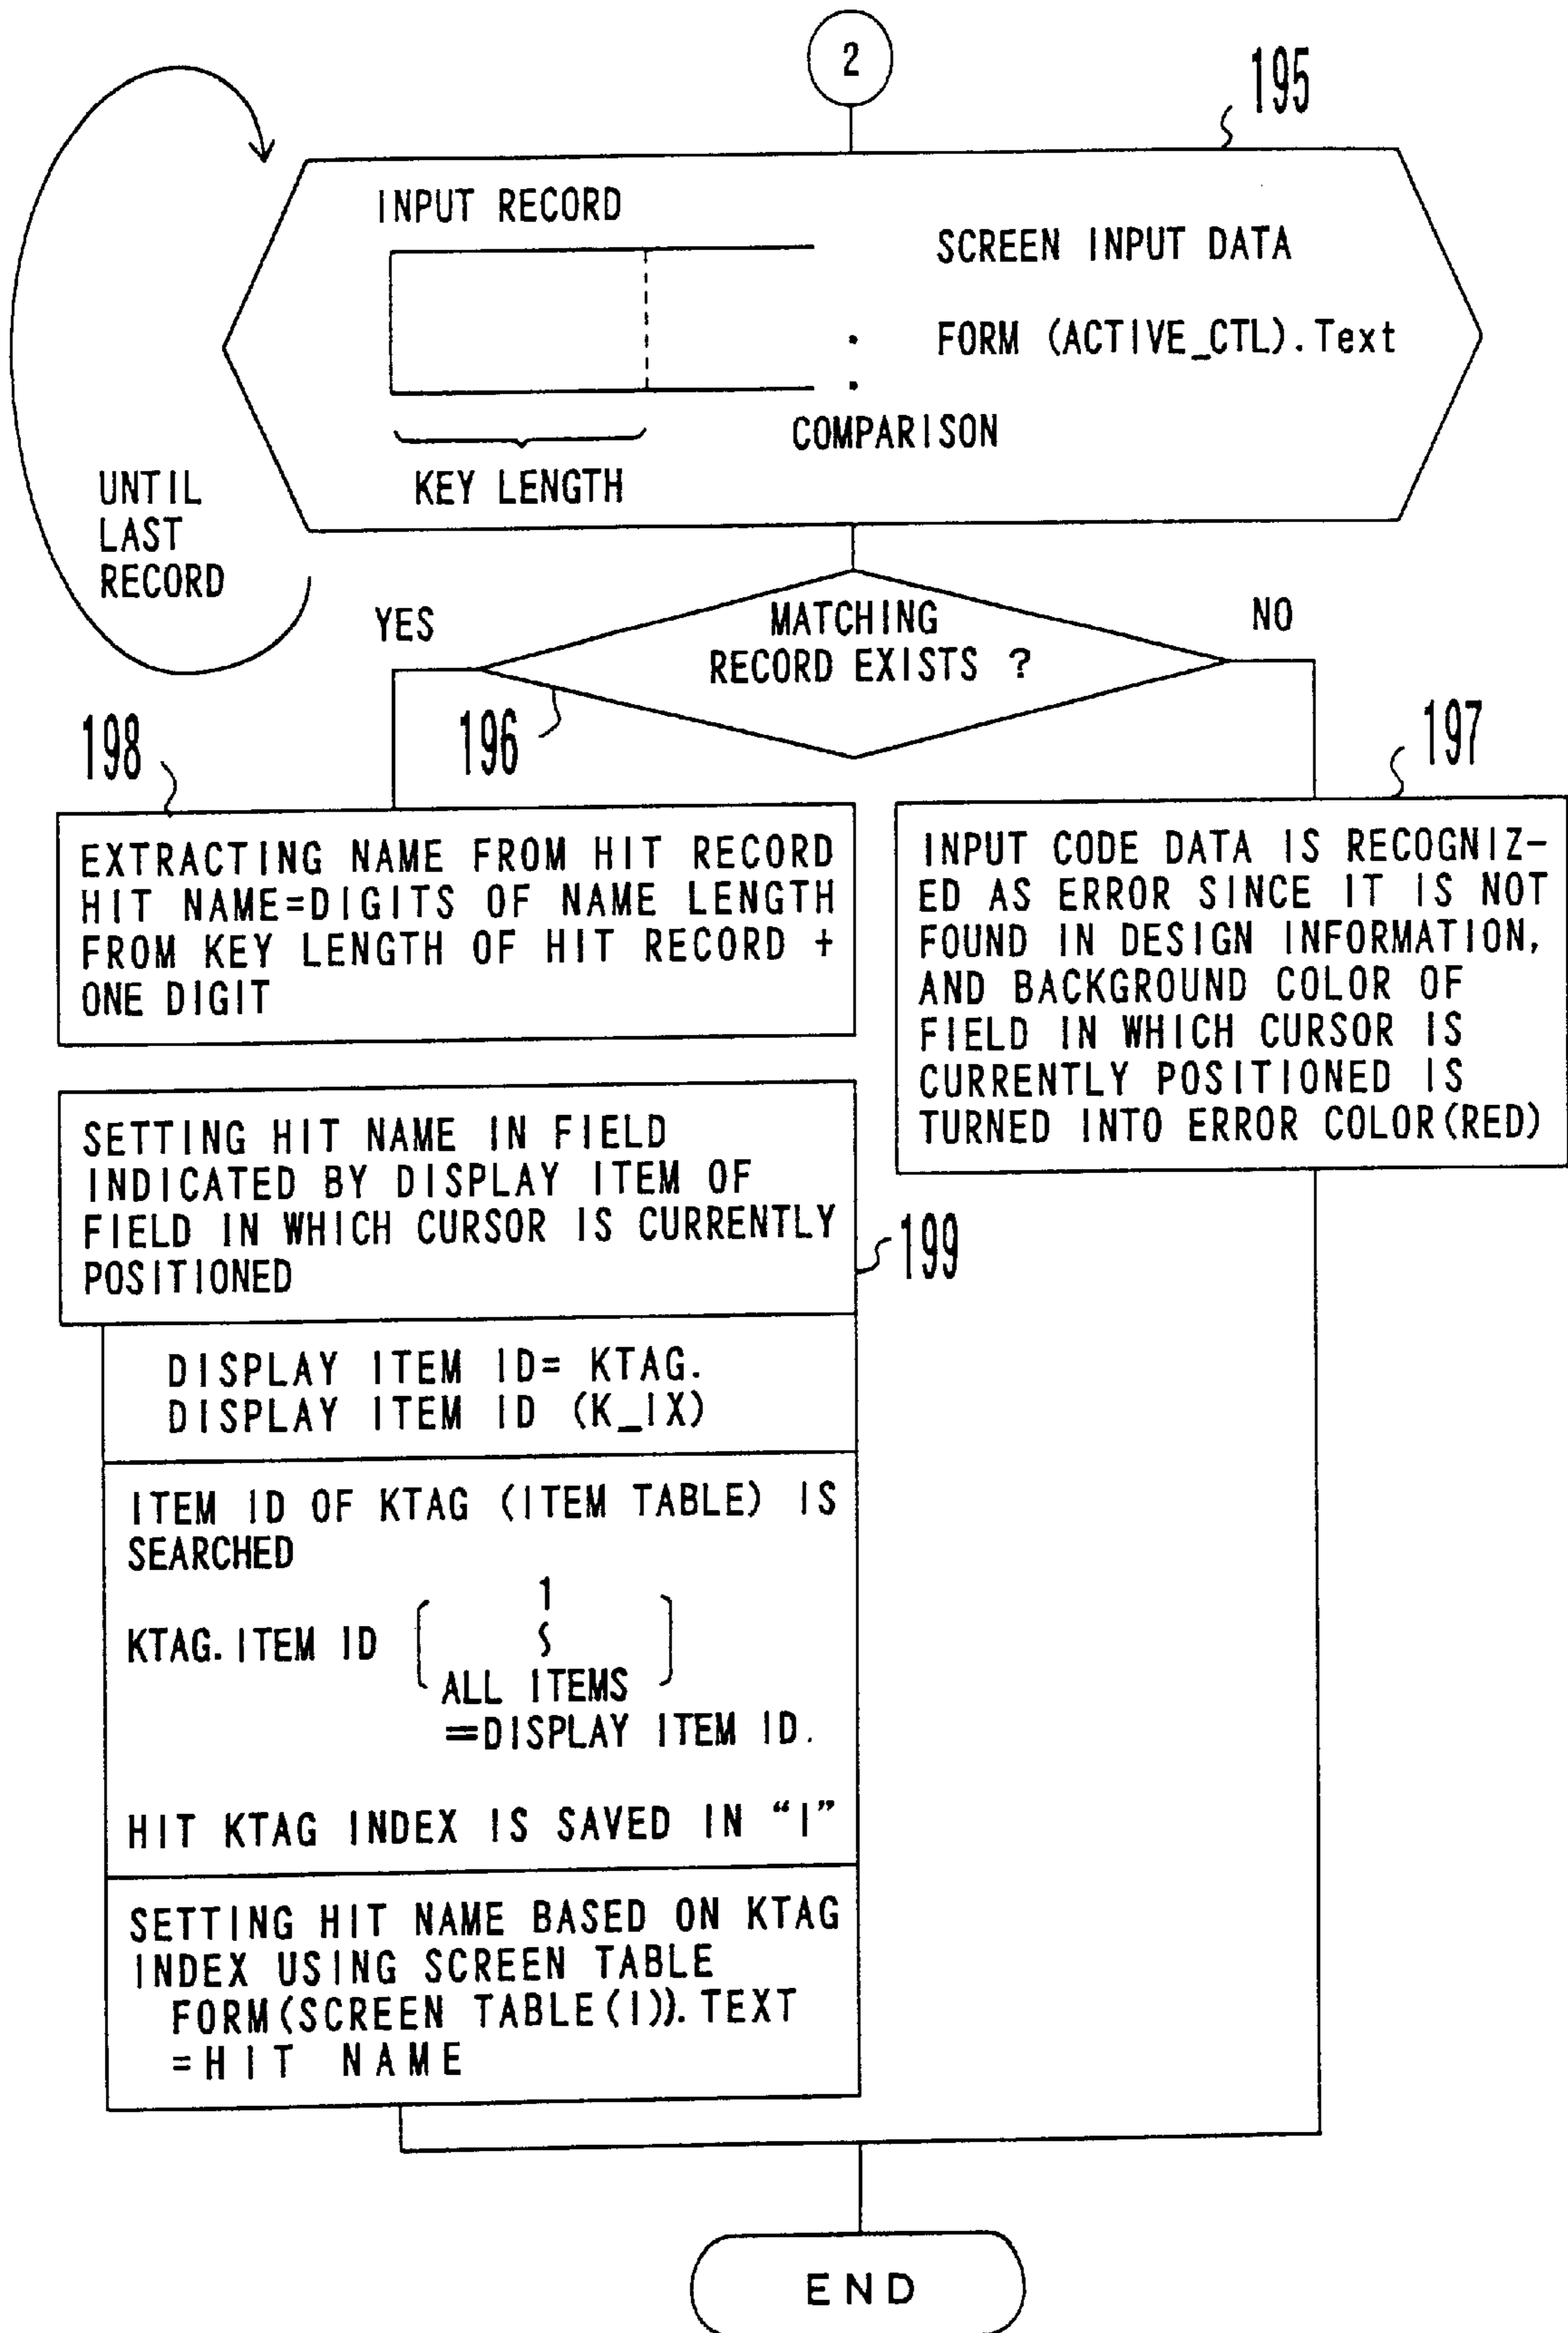 2
195
INPUT RECORD
SCREEN INPUT DATA
: FORM (ACTIVE_CTL).Text
COMPARISON
KEY LENGTH
UNTIL
LAST
RECORD
YES
MATCHING
RECORD EXISTS ?
NO
196
198
197
EXTRACTING NAME FROM HIT RECORD
HIT NAME=DIGITS OF NAME LENGTH
FROM KEY LENGTH OF HIT RECORD +
ONE DIGIT
INPUT CODE DATA IS RECOGNIZ-
ED AS ERROR SINCE IT IS NOT
FOUND IN DESIGN INFORMATION,
AND BACKGROUND COLOR OF
FIELD IN WHICH CURSOR IS
CURRENTLY POSITIONED IS
TURNED INTO ERROR COLOR(RED)
SETTING HIT NAME IN FIELD
INDICATED BY DISPLAY ITEM OF
FIELD IN WHICH CURSOR IS CURRENTLY
POSITIONED
199
DISPLAY ITEM ID= KTAG.
DISPLAY ITEM ID (K_IX)
ITEM ID OF KTAG (ITEM TABLE) IS
SEARCHED
1
KTAG.ITEM ID [ ∫ ]
ALL ITEMS
=DISPLAY ITEM ID.
HIT KTAG INDEX IS SAVED IN “I”
SETTING HIT NAME BASED ON KTAG
INDEX USING SCREEN TABLE
FORM(SCREEN TABLE(I)).TEXT
=HIT NAME
END